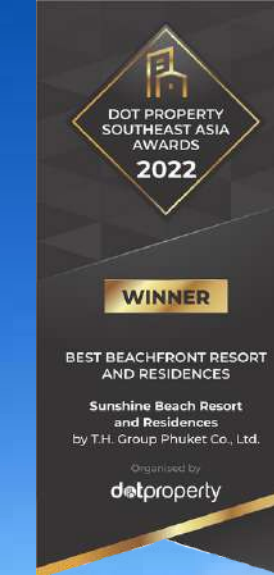 DOT PROPERTY
SOUTHEAST ASIA
AWARDS
2022
WINNER
BEST BEACHFRONT RESORT
AND RESIDENCES
Sunshine Beach Resort
and Residences
by T.H. Group Phuket Co., Ltd.
Organised by
dotproperty